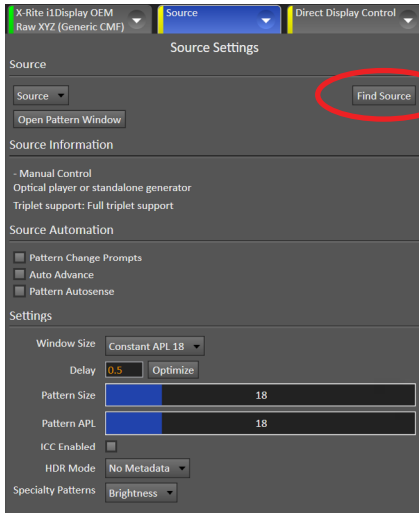 X-Rite i1Display OEM
Raw XYZ (Generic CMF)
Source
Direct Display Control
Source Settings
Source
Source
Find Source
Open Pattern Window
Source Information
- Manual Control
Optical player or standalone generator
Triplet support: Full triplet support
Source Automation
Pattern Change Prompts
Auto Advance
Pattern Autosense
Settings
Window Size Constant APL 18
Delay 0.5 Optimize
Pattern Size 18
Pattern APL 18
ICC Enabled
HDR Mode No Metadata
Specialty Patterns Brightness